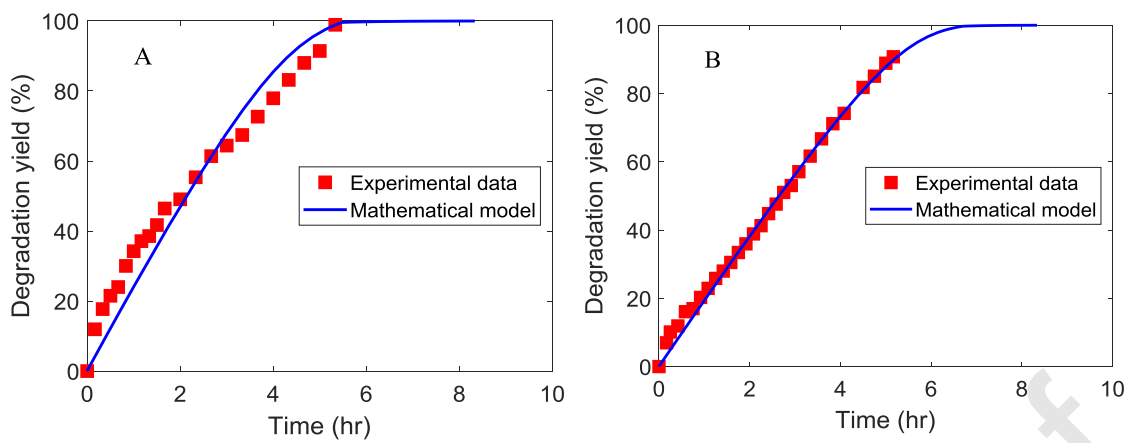 A
100
80
60
40
20
0
Degradation yield (%)
Experimental data
Mathematical model
0 2 4 6 8 10
Time (hr)
B
100
80
60
40
20
0
Degradation yield (%)
Experimental data
Mathematical model
0 2 4 6 8 10
Time (hr)
f